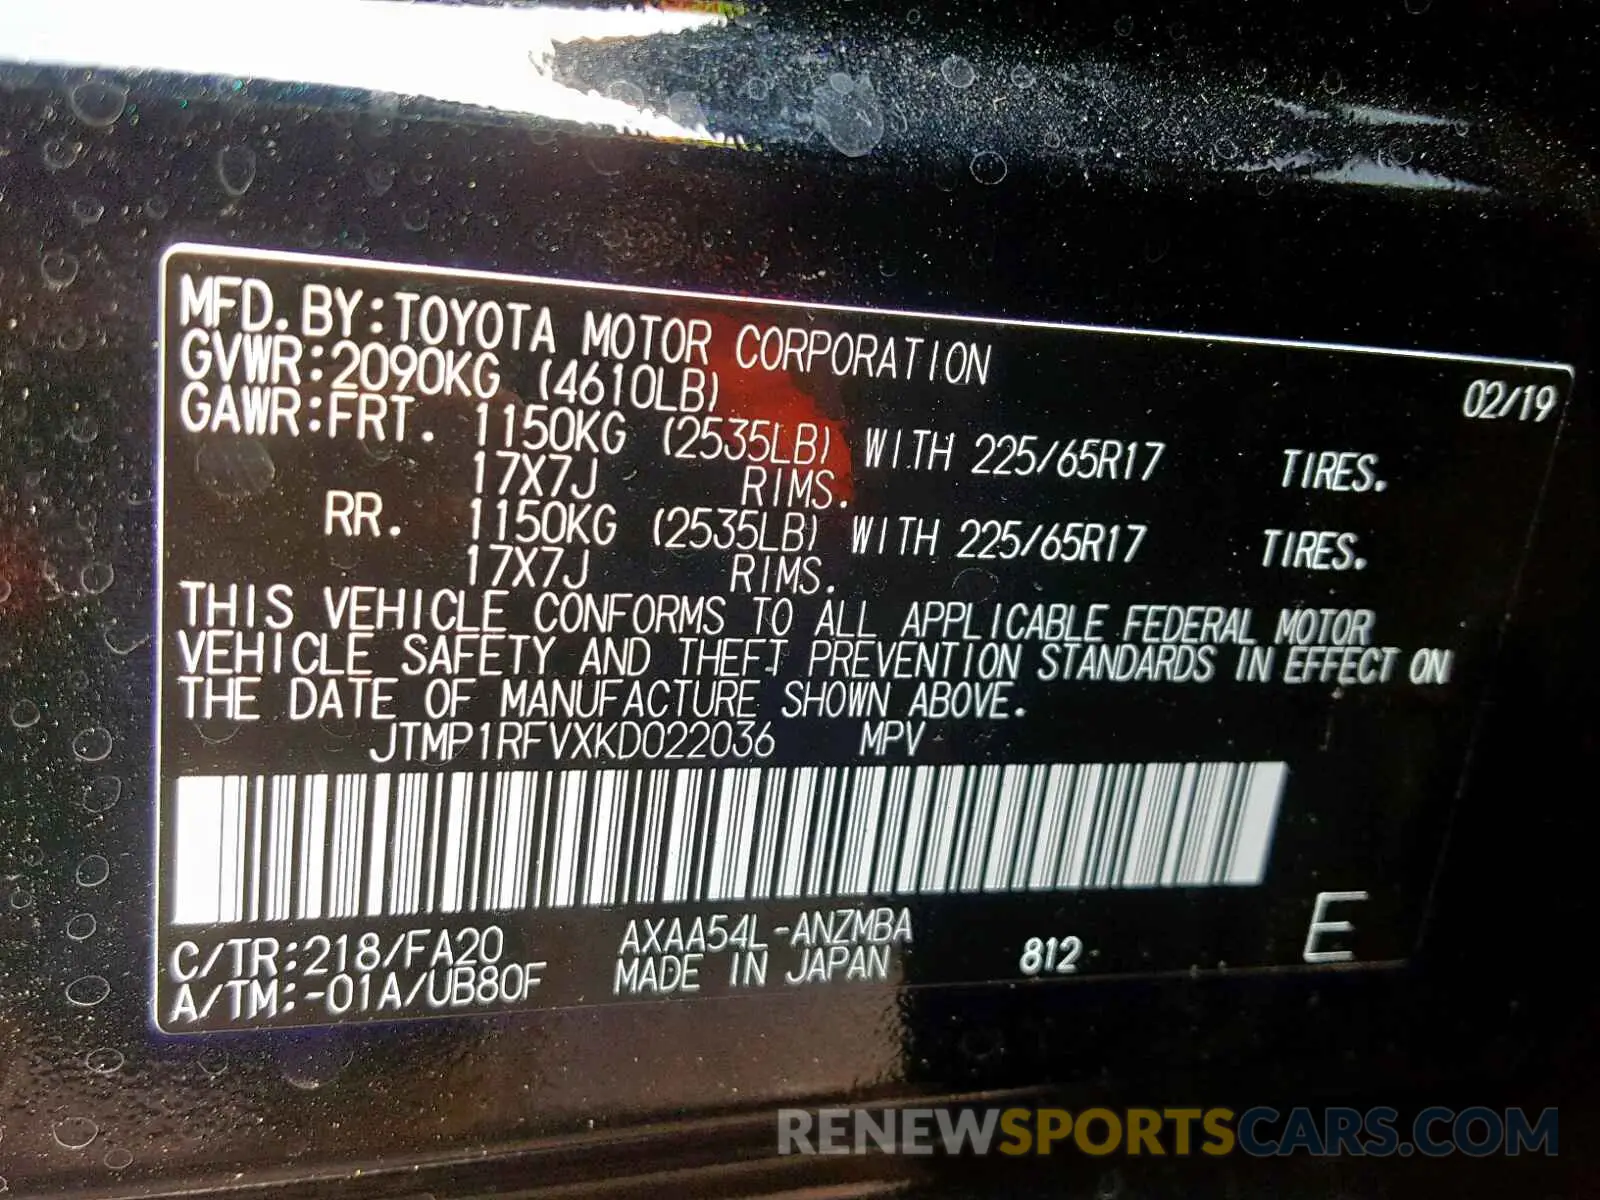 MFD.BY:TOYOTA MOTOR CORPORATION 02/19
GVWR:2090KG (4610LB)
GAWR:FRT. 1150KG (2535LB) WITH 225/65R17 TIRES.
17X7J RIMS.
RR. 1150KG (2535LB) WITH 225/65R17 TIRES.
17X7J RIMS.
THIS VEHICLE CONFORMS TO ALL APPLICABLE FEDERAL MOTOR
VEHICLE SAFETY AND THEFT PREVENTION STANDARDS IN EFFECT ON
THE DATE OF MANUFACTURE SHOWN ABOVE.
JTMP1RFVXKD022036 MPV
C/TR:218/FA20 AXAA54L-ANZMBA 812 E
A/TM:-01A/UB80F MADE IN JAPAN
RENEWSPORTSCARS.COM